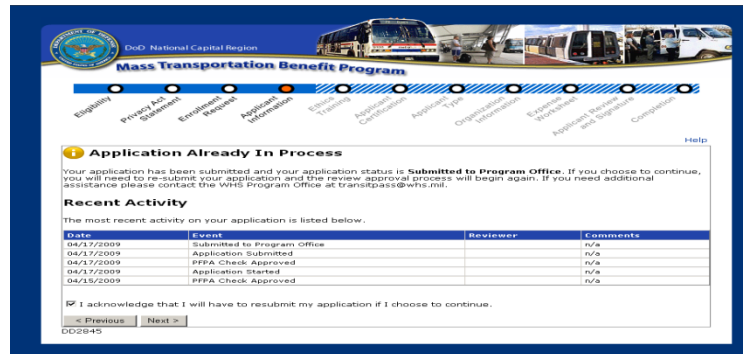 DoD National Capital Region
Mass Transportation Benefit Program
Eligibility
Privacy Act Statement
Enrollment Request
Applicant Information
Ethics Training
Applicant Certification
Applicant Type
Organization Information
Expense Worksheet
Applicant Review and Signature
Completion
Help
Application Already In Process
Your application has been submitted and your application status is Submitted to Program Office. If you choose to continue,
you will need to re-submit your application and the review approval process will begin again. If you need additional
assistance please contact the WHS Program Office at transitpass@whs.mil.
Recent Activity
The most recent activity on your application is listed below.
Date Event Reviewer Comments
04/17/2009 Submitted to Program Office n/a
04/17/2009 Application Submitted n/a
04/17/2009 PFPA Check Approved n/a
04/17/2009 Application Started n/a
04/15/2009 PFPA Check Approved n/a
I acknowledge that I will have to resubmit my application if I choose to continue.
< Previous Next >
DD2845